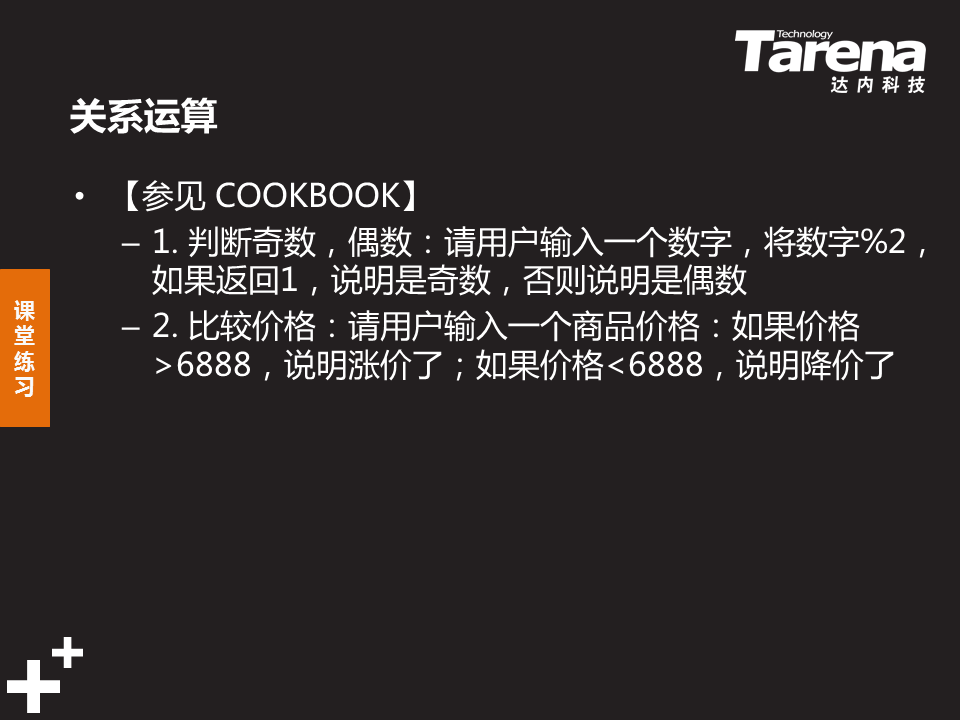 Technology
Tarena
达内科技
关系运算
• 【参见 COOKBOOK】
– 1. 判断奇数，偶数：请用户输入一个数字，将数字%2，
如果返回1，说明是奇数，否则说明是偶数
– 2. 比较价格：请用户输入一个商品价格：如果价格
>6888，说明涨价了；如果价格<6888，说明降价了
课
堂
练
习